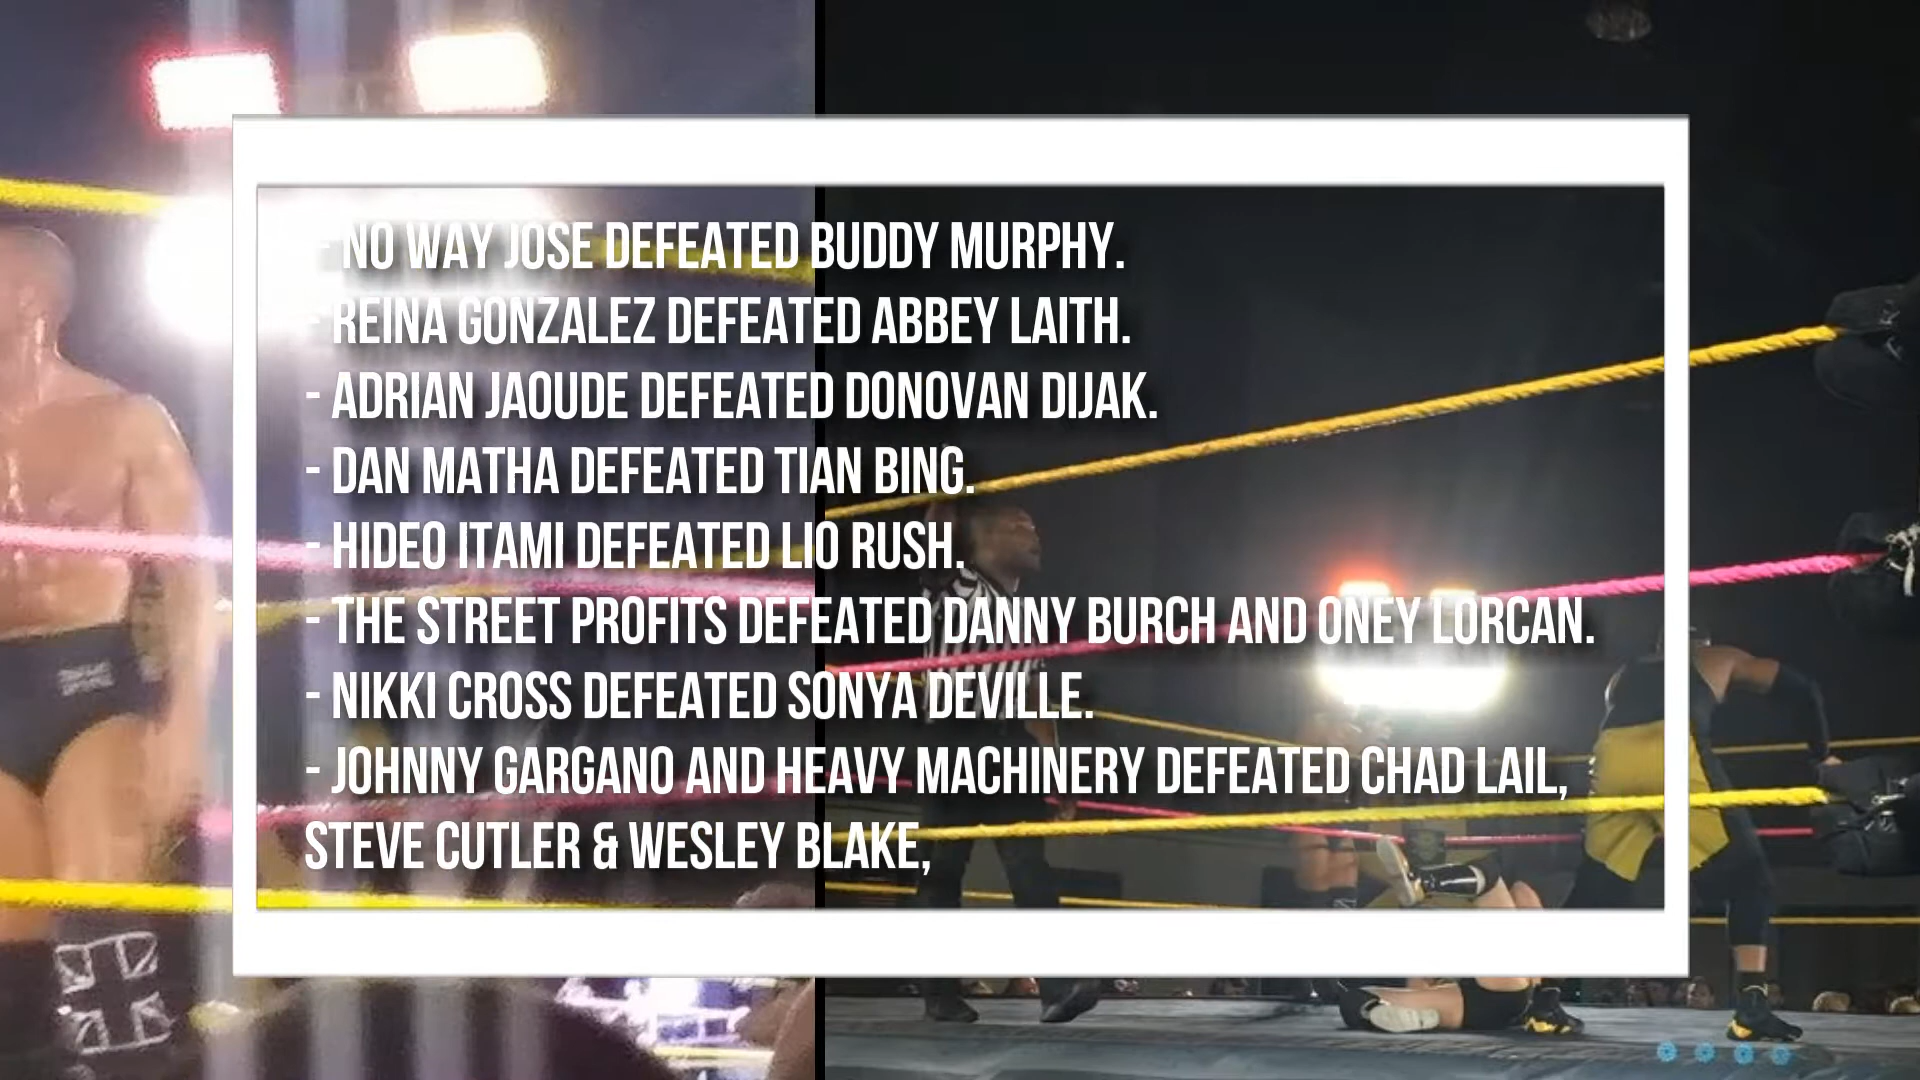 - NO WAY JOSE DEFEATED BUDDY MURPHY.
- REINA GONZALEZ DEFEATED ABBEY LAITH.
- ADRIAN JAOUDE DEFEATED DONOVAN DIJAK.
- DAN MATHA DEFEATED TIAN BING.
- HIDEO ITAMI DEFEATED LIO RUSH.
- THE STREET PROFITS DEFEATED DANNY BURCH AND ONEY LORCAN.
- NIKKI CROSS DEFEATED SONYA DEVILLE.
- JOHNNY GARGANO AND HEAVY MACHINERY DEFEATED CHAD LAIL,
STEVE CUTLER & WESLEY BLAKE,